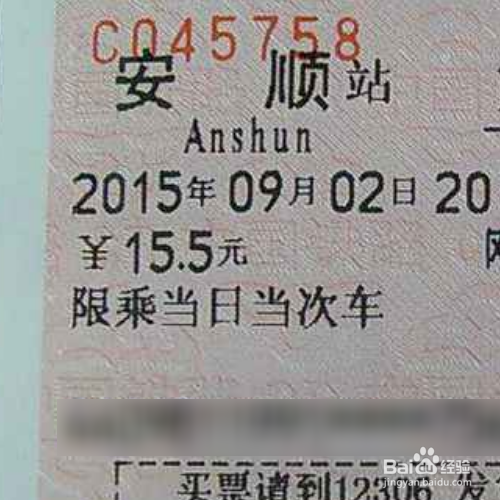 C045758
安 顺站
Anshun
2015年09月02日 20
¥15.5元
限乘当日当次车
买票请到123
Baidu经验
jingyan.baidu.com